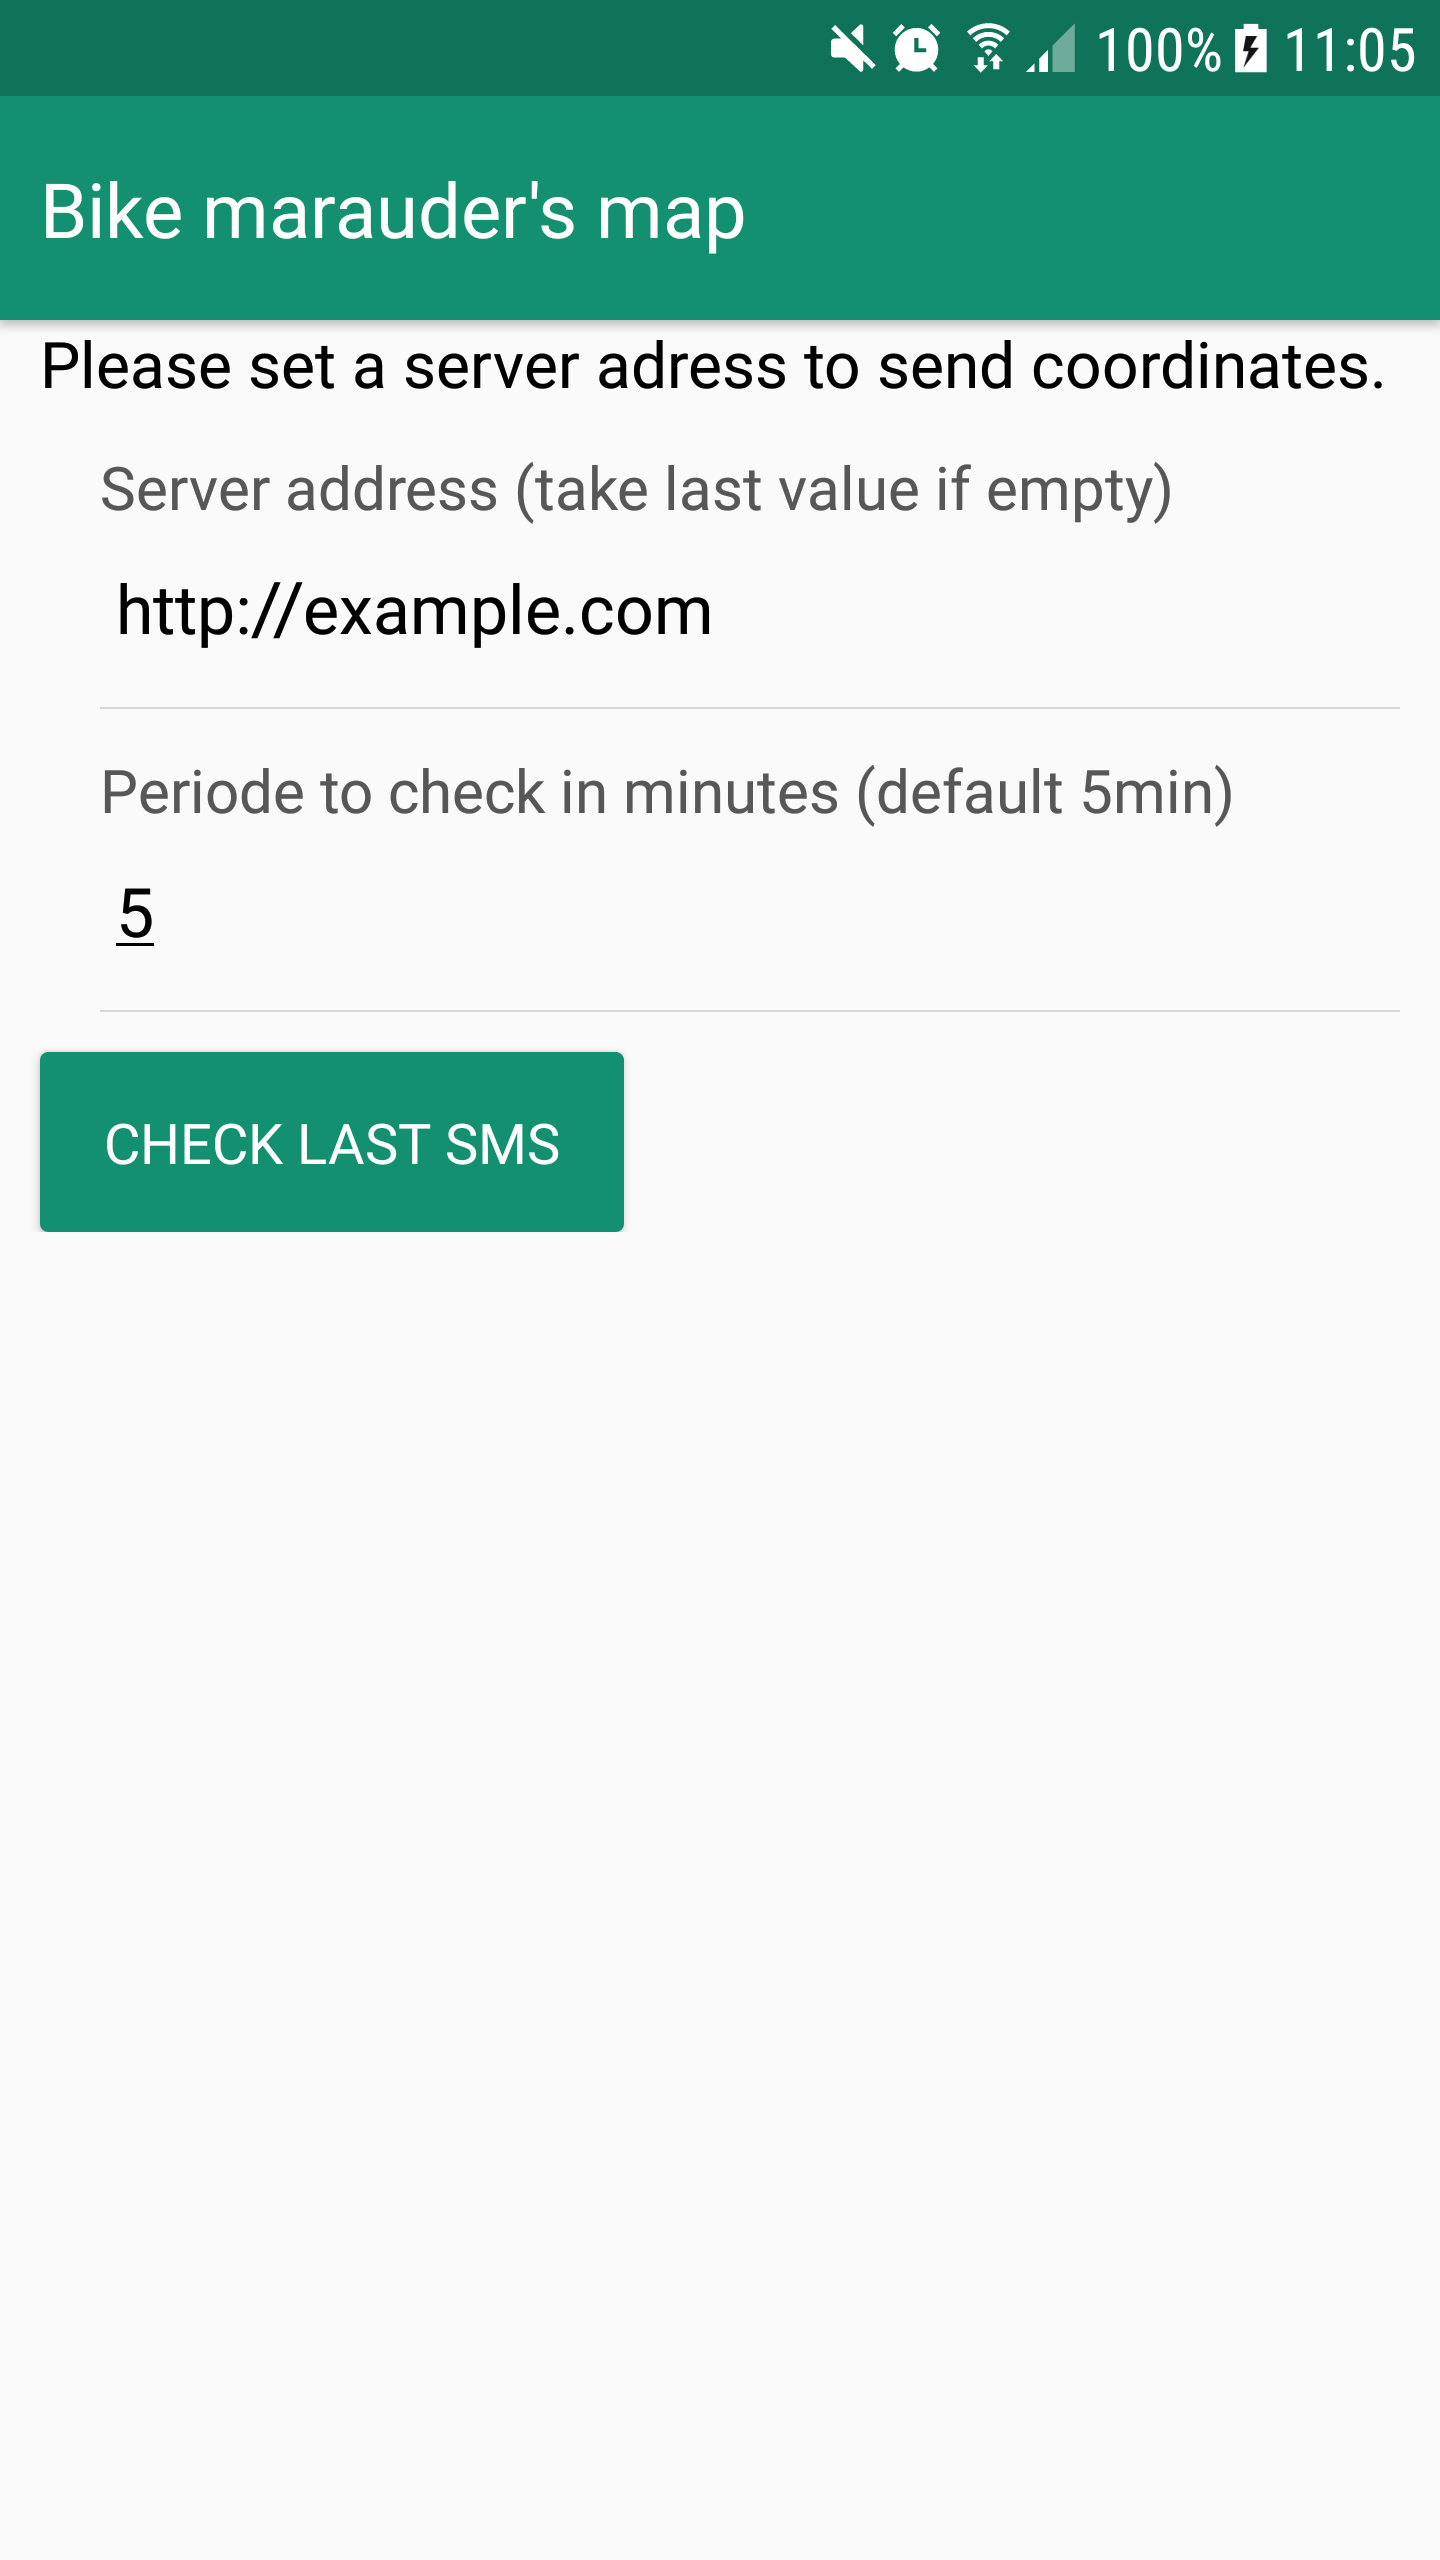 100% 11:05
Bike marauder's map
Please set a server adress to send coordinates.
Server address (take last value if empty)
http://example.com
Periode to check in minutes (default 5min)
5
CHECK LAST SMS